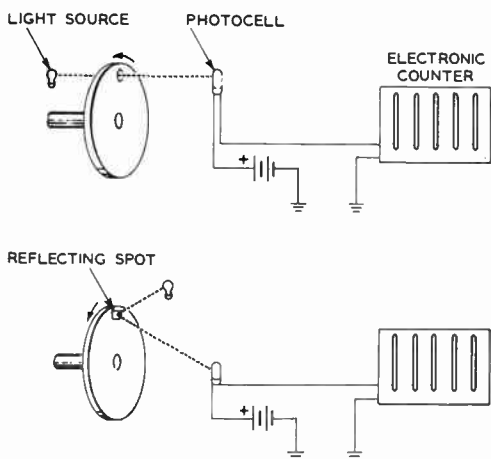 LIGHT SOURCE
PHOTOCELL
ELECTRONIC
COUNTER
+
REFLECTING SPOT
+